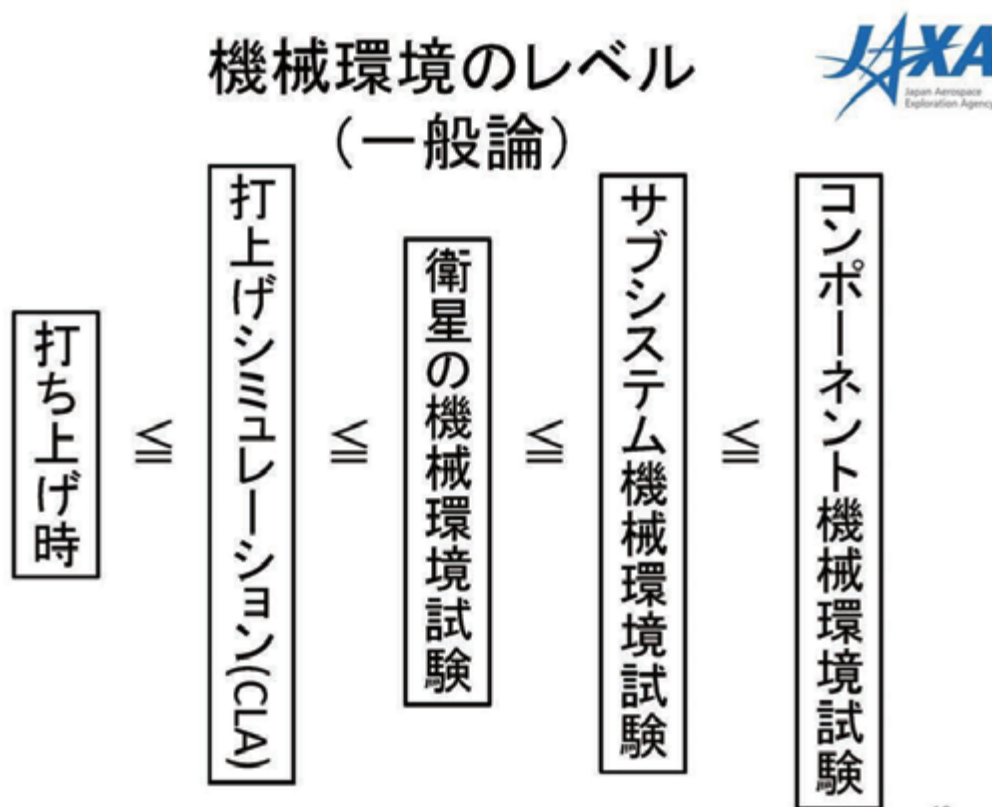 機械環境のレベル
(一般論)
JAXA
Japan Aerospace
Exploration Agency
打ち上げ時
≦
打上げシミュレーション(CLA)
≦
衛星の機械環境試験
≦
サブシステム機械環境試験
≦
コンポーネント機械環境試験